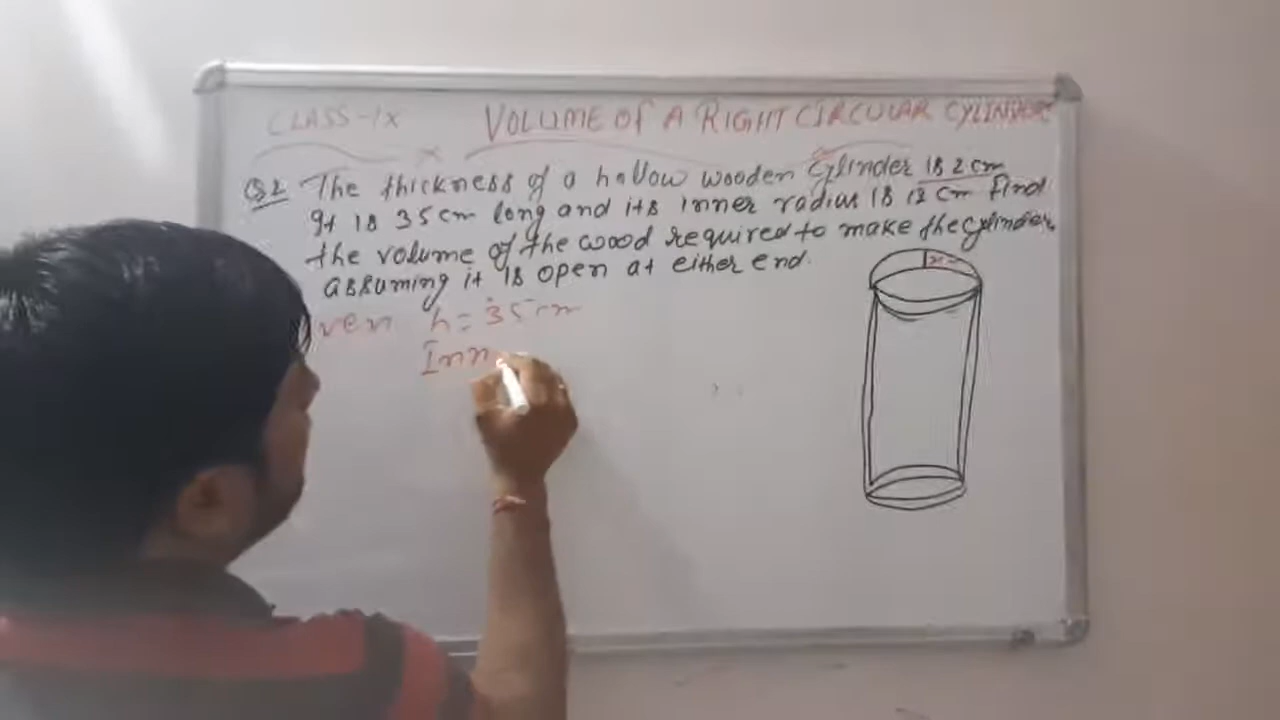 CLASS-IX VOLUME OF A RIGHT CIRCULAR CYLINDER
Q2 The thickness of a hollow wooden cylinder is 2 cm
It is 35 cm long and its inner radius is 12 cm Find
the volume of the wood required to make the cylinder
assuming it is open at either end.
ven h = 35 cm
Inn